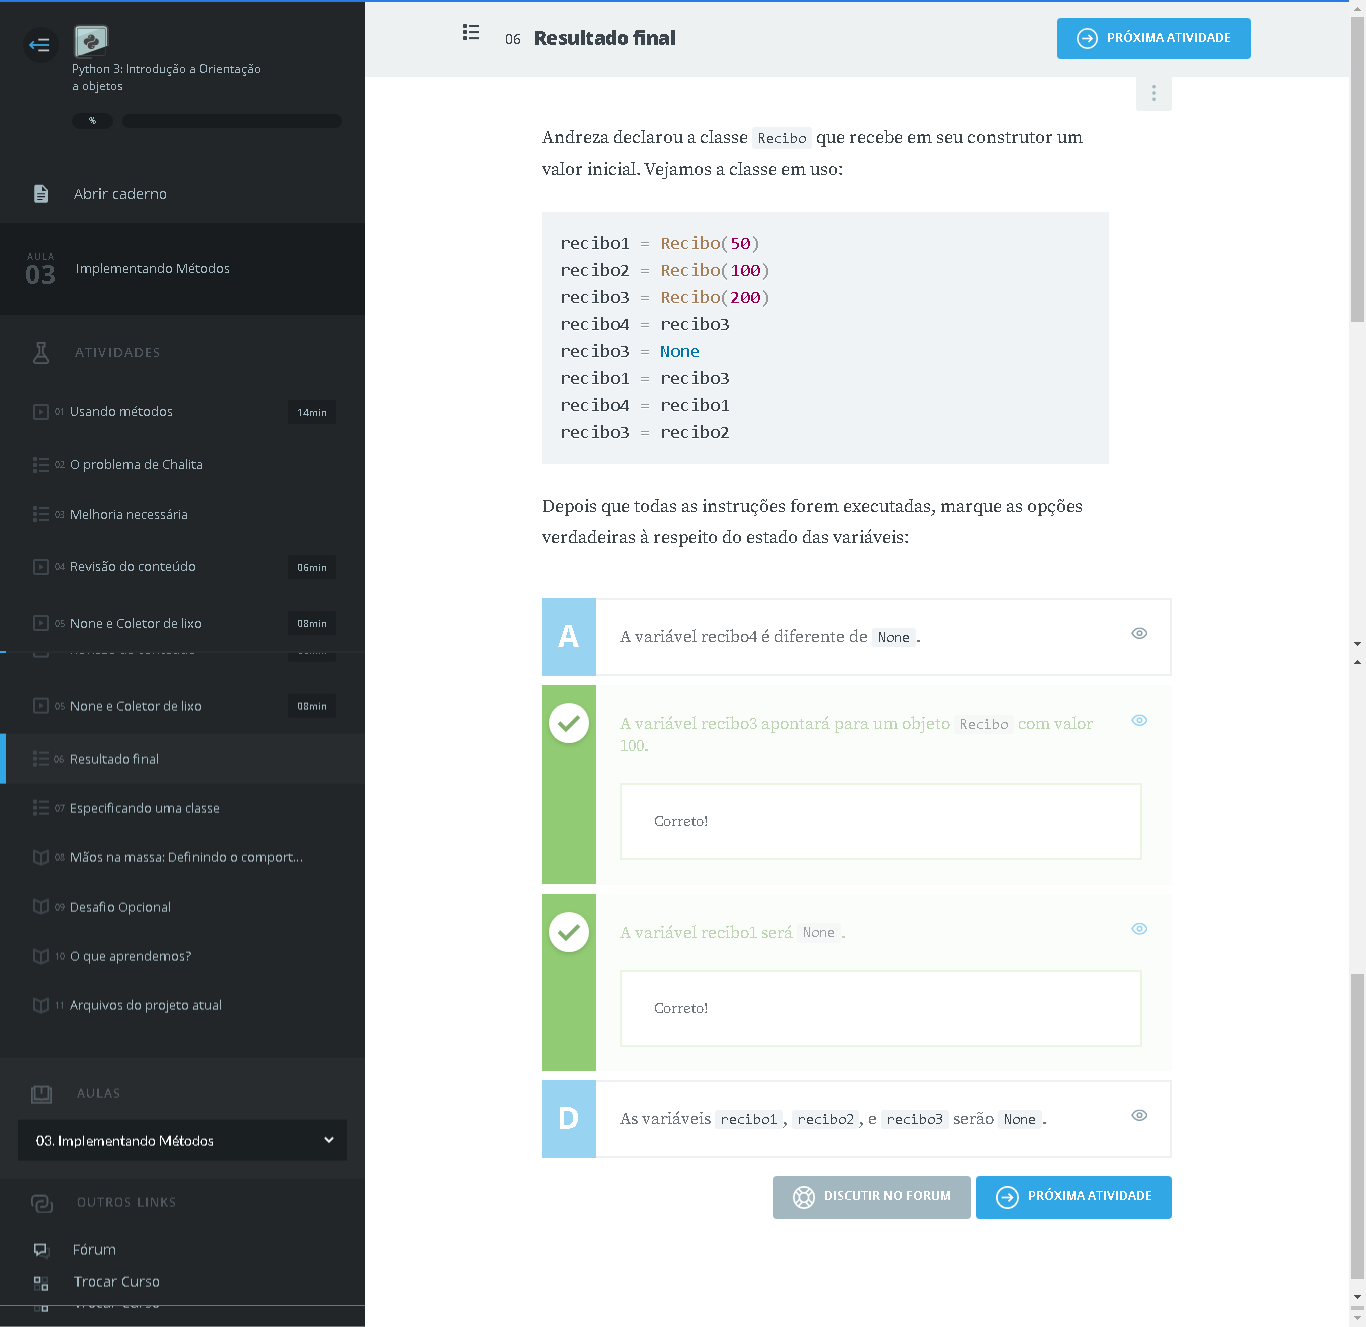 Python 3: Introdução a Orientação
a objetos
%
Abrir caderno
AULA
03
Implementando Métodos
ATIVIDADES
01 Usando métodos 14min
02 O problema de Chalita
03 Melhoria necessária
04 Revisão do conteúdo 06min
05 None e Coletor de lixo 08min
05 None e Coletor de lixo 08min
06 Resultado final
07 Especificando uma classe
08 Mãos na massa: Definindo o comport...
09 Desafio Opcional
10 O que aprendemos?
11 Arquivos do projeto atual
AULAS
03. Implementando Métodos
OUTROS LINKS
Fórum
Trocar Curso
Trocar Curso
06 Resultado final
PRÓXIMA ATIVIDADE
Andreza declarou a classe Recibo que recebe em seu construtor um
valor inicial. Vejamos a classe em uso:
recibo1 = Recibo(50)
recibo2 = Recibo(100)
recibo3 = Recibo(200)
recibo4 = recibo3
recibo3 = None
recibo1 = recibo3
recibo4 = recibo1
recibo3 = recibo2
Depois que todas as instruções forem executadas, marque as opções
verdadeiras à respeito do estado das variáveis:
A A variável recibo4 é diferente de None.
A variável recibo3 apontará para um objeto Recibo com valor
100.
Correto!
A variável recibo1 será None.
Correto!
D As variáveis recibo1, recibo2, e recibo3 serão None.
DISCUTIR NO FORUM
PRÓXIMA ATIVIDADE